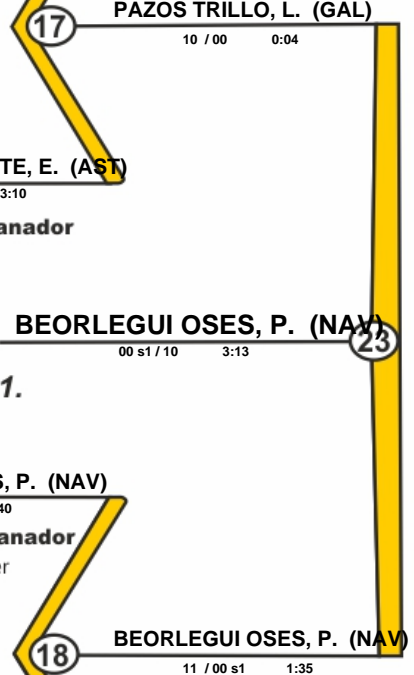 PAZOS TRILLO, L. (GAL)
17
10 / 00 0:04
TE, E. (AST)
3:10
anador
BEORLEGUI OSES, P. (NAV)
23
00 s1 / 10 3:13
1.
S, P. (NAV)
40
anador
er
BEORLEGUI OSES, P. (NAV)
18
11 / 00 s1 1:35